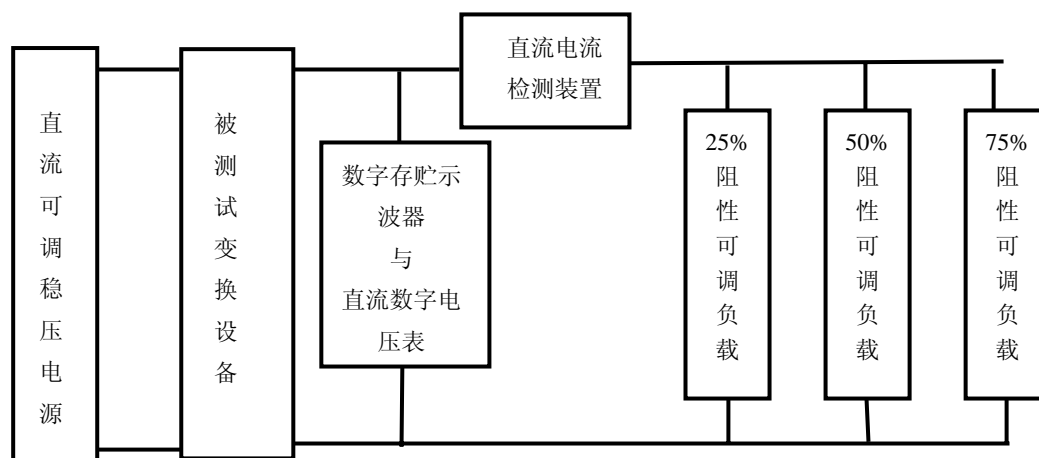 直流可调稳压电源
被测试变换设备
数字存贮示
波器
与
直流数字电
压表
直流电流
检测装置
25%
阻性可调负载
50%
阻性可调负载
75%
阻性可调负载